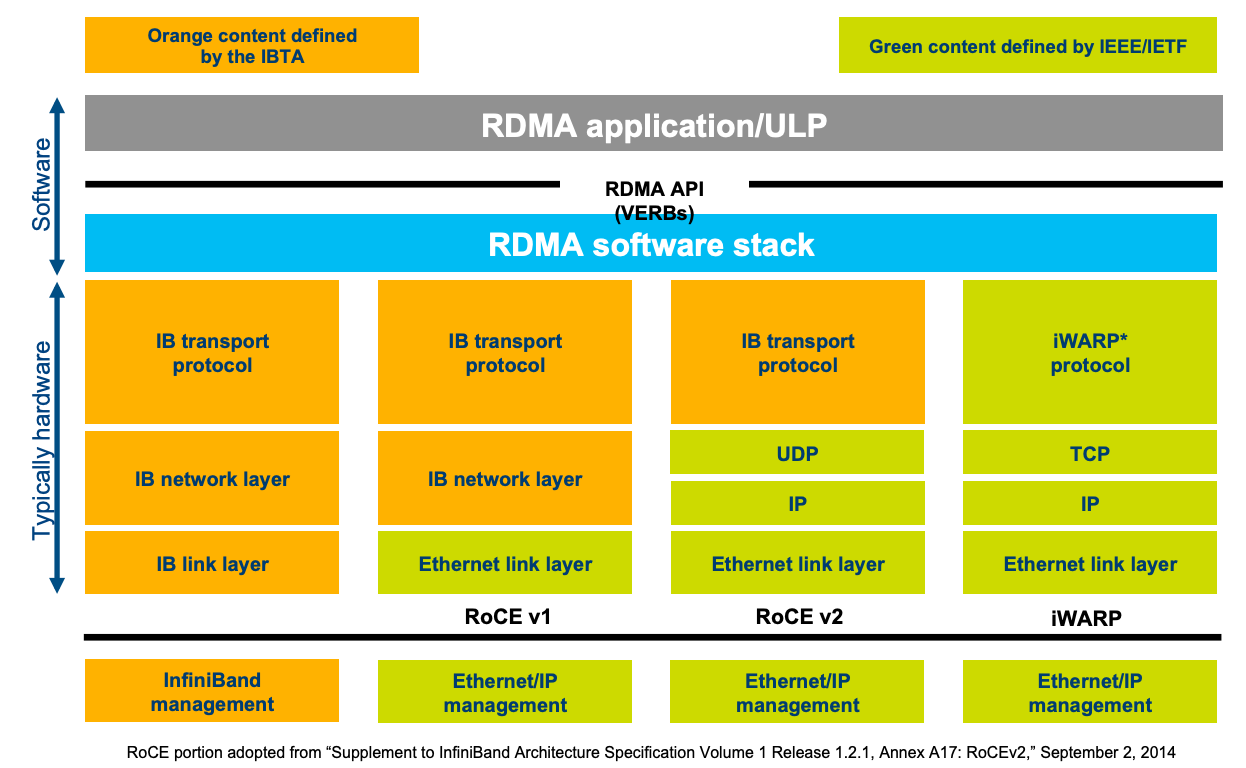 Orange content defined
by the IBTA
Green content defined by IEEE/IETF
Software
RDMA application/ULP
RDMA API
(VERBs)
RDMA software stack
Typically hardware
IB transport
protocol
IB transport
protocol
IB transport
protocol
iWARP*
protocol
UDP
TCP
IB network layer
IB network layer
IP
IP
IB link layer
Ethernet link layer
Ethernet link layer
Ethernet link layer
RoCE v1
RoCE v2
iWARP
InfiniBand
management
Ethernet/IP
management
Ethernet/IP
management
Ethernet/IP
management
RoCE portion adopted from “Supplement to InfiniBand Architecture Specification Volume 1 Release 1.2.1, Annex A17: RoCEv2,” September 2, 2014